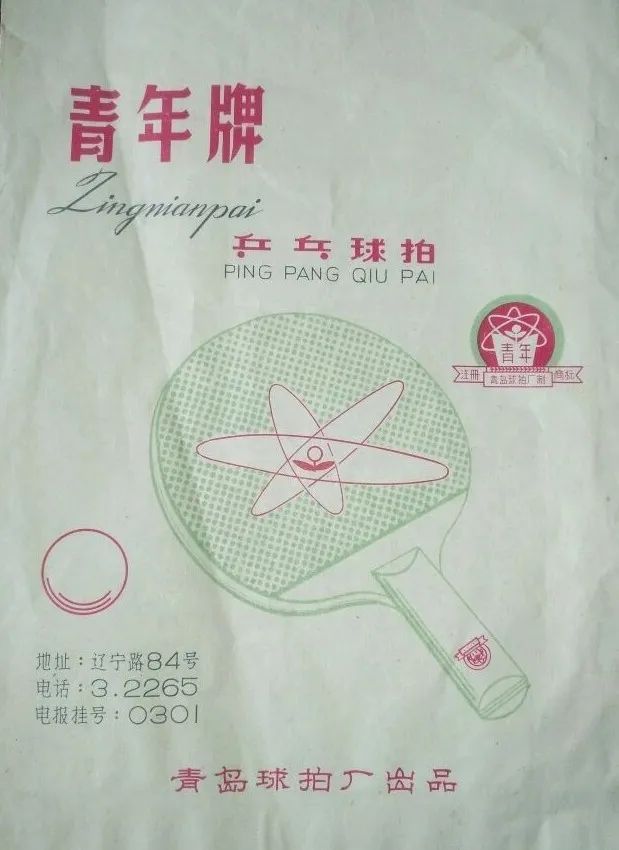 青年牌
Qingnianpai
乒乓球拍
PING PANG QIU PAI
青年
注册 青岛球拍厂制 商标
地址：辽宁路84号
电话：3.2265
电报挂号：0301
青岛球拍厂出品